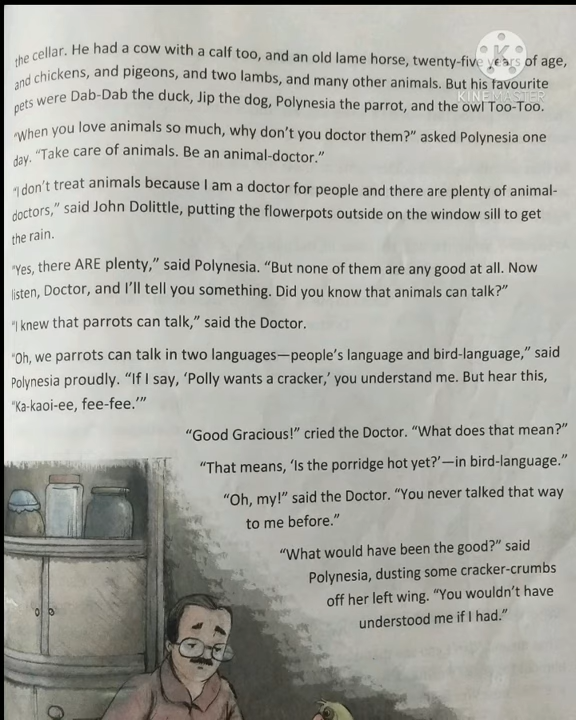 the cellar. He had a cow with a calf too, and an old lame horse, twenty-five years of age,
and chickens, and pigeons, and two lambs, and many other animals. But his favourite
pets were Dab-Dab the duck, Jip the dog, Polynesia the parrot, and the owl Too-Too.
KINEMASTER
"When you love animals so much, why don't you doctor them?" asked Polynesia one
day. "Take care of animals. Be an animal-doctor."
"I don't treat animals because I am a doctor for people and there are plenty of animal-
doctors," said John Dolittle, putting the flowerpots outside on the window sill to get
the rain.
"Yes, there ARE plenty," said Polynesia. "But none of them are any good at all. Now
listen, Doctor, and I'll tell you something. Did you know that animals can talk?"
"I knew that parrots can talk," said the Doctor.
"Oh, we parrots can talk in two languages—people's language and bird-language," said
Polynesia proudly. "If I say, 'Polly wants a cracker,' you understand me. But hear this,
"Ka-kaoi-ee, fee-fee.'"
"Good Gracious!" cried the Doctor. "What does that mean?"
"That means, 'Is the porridge hot yet?'—in bird-language."
"Oh, my!" said the Doctor. "You never talked that way
to me before."
"What would have been the good?" said
Polynesia, dusting some cracker-crumbs
off her left wing. "You wouldn't have
understood me if I had."